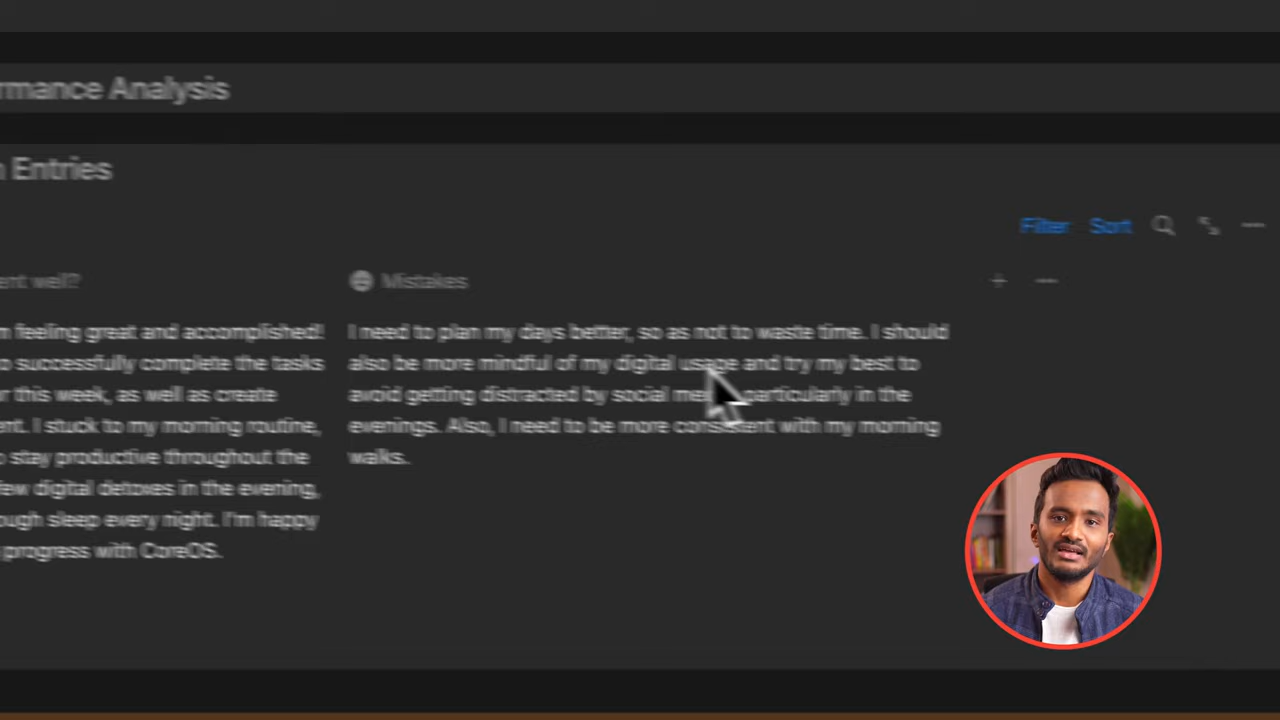 rmance Analysis
n Entries
Filter Sort
ent well?
Mistakes
m feeling great and accomplished!
o successfully complete the tasks
r this week, as well as create
ent. I stuck to my morning routine,
o stay productive throughout the
few digital detoxes in the evening,
ough sleep every night. I'm happy
progress with CoreOS.
I need to plan my days better, so as not to waste time. I should
also be more mindful of my digital usage and try my best to
avoid getting distracted by social me particularly in the
evenings. Also, I need to be more consistent with my morning
walks.